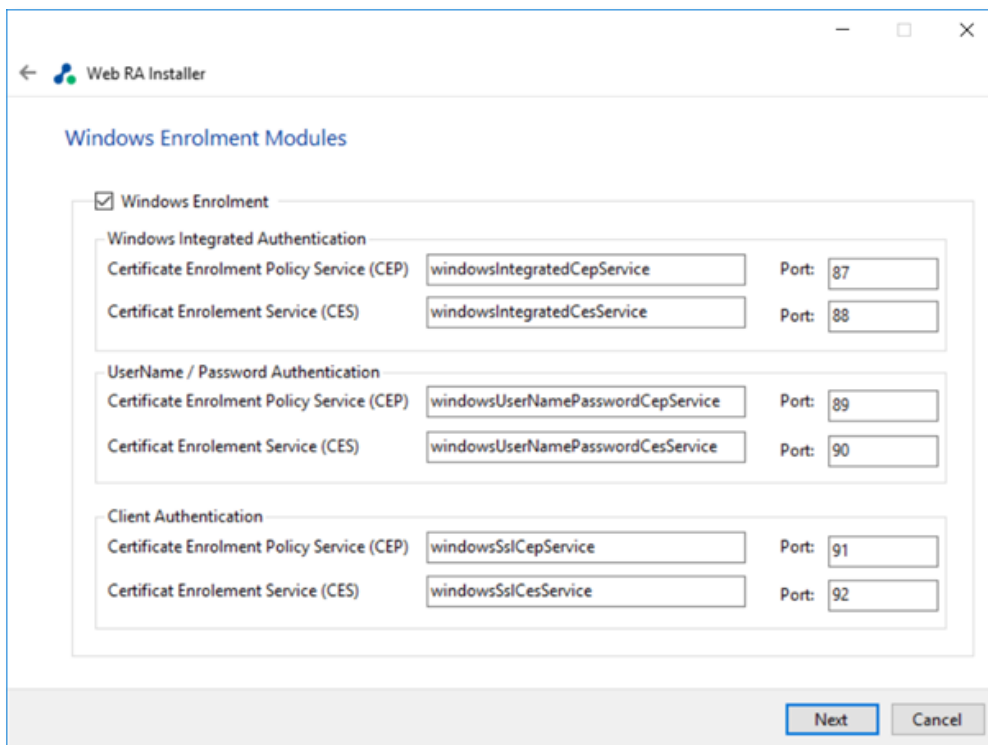 Web RA Installer
Windows Enrolment Modules
Windows Enrolment
Windows Integrated Authentication
Certificate Enrolment Policy Service (CEP) windowsIntegratedCepService Port: 87
Certificat Enrolement Service (CES) windowsIntegratedCesService Port: 88
UserName / Password Authentication
Certificate Enrolment Policy Service (CEP) windowsUserNamePasswordCepService Port: 89
Certificat Enrolement Service (CES) windowsUserNamePasswordCesService Port: 90
Client Authentication
Certificate Enrolment Policy Service (CEP) windowsSslCepService Port: 91
Certificat Enrolement Service (CES) windowsSslCesService Port: 92
Next Cancel